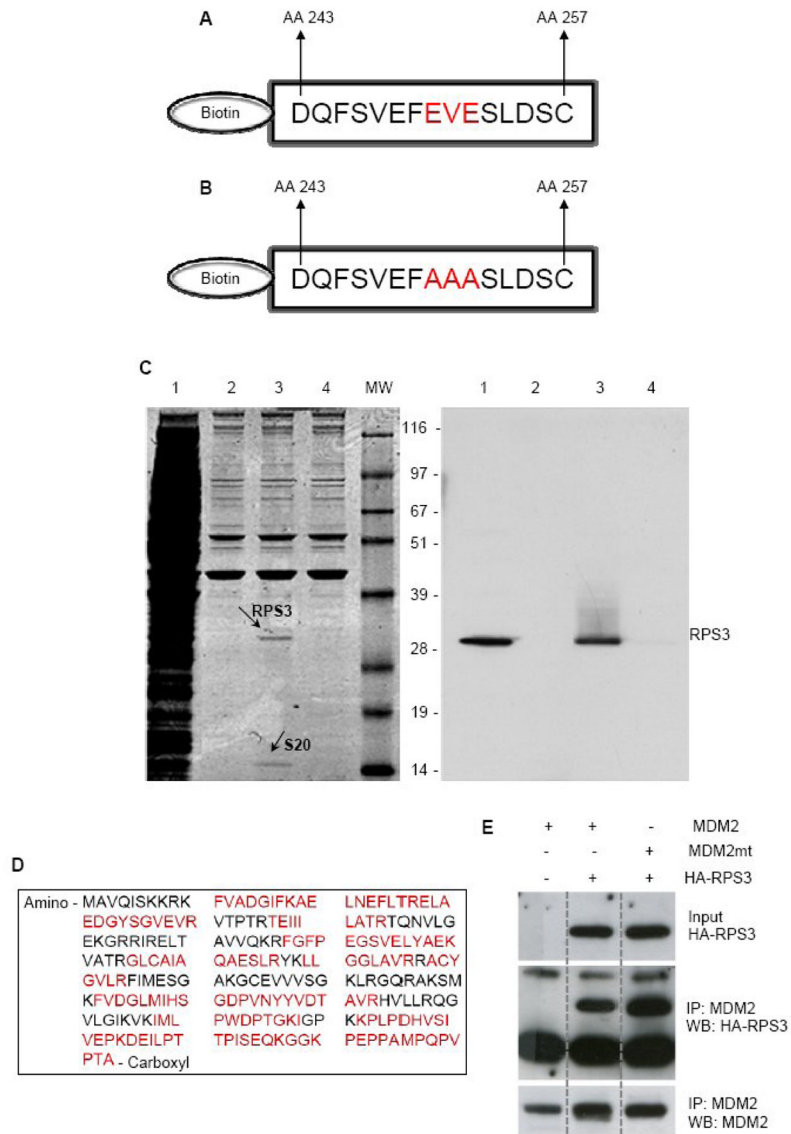 A
AA 243 AA 257
Biotin DQFSVEFEVESLDSC
B
AA 243 AA 257
Biotin DQFSVEFAAASLDSC
C
1 2 3 4 MW 1 2 3 4
116 -
97 -
67 -
51 -
39 -
RPS3
28 -
RPS3
19 -
S20
14 -
D
Amino - MAVQISKKRK FVADGIFKAE LNEFLTRELA
EDGYSGVEVR VTPTRTEIII LATRTQNVLG
EKGRRIRELT AVVQKRFGFP EGSVELYAEK
VATRGLCAIA QAESLRYKLL GGLAVRRACY
GVLRFIMESG AKGCEVVVSG KLRGQRAKSM
KFVDGLMIHS GDPVNYYVDT AVRHVLLRQG
VLGIKVKIML PWDPTGKIGP KKPLPDHVSI
VEPKDEILPT TPISEQKGGK PEPPAMPQPV
PTA - Carboxyl
E
+ + - MDM2
- - + MDM2mt
- + + HA-RPS3
Input
HA-RPS3
IP: MDM2
WB: HA-RPS3
IP: MDM2
WB: MDM2